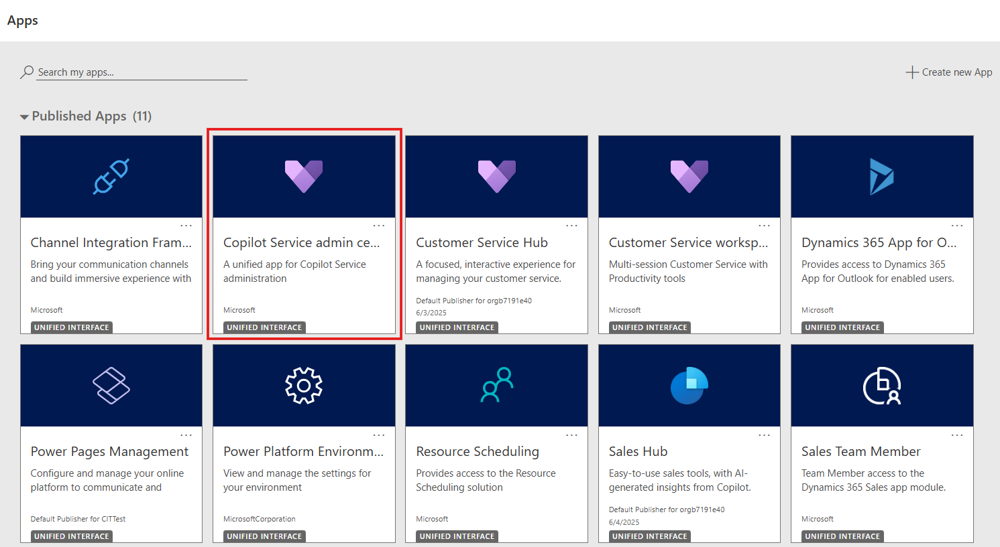 Apps
Search my apps...
Create new App
Published Apps (11)
Channel Integration Fram...
Bring your communication channels
and build immersive experience with
Microsoft
UNIFIED INTERFACE
Copilot Service admin ce...
A unified app for Copilot Service
administration
Microsoft
UNIFIED INTERFACE
Customer Service Hub
A focused, interactive experience for
managing your customer service.
Default Publisher for orgb7191e40
6/3/2025
UNIFIED INTERFACE
Customer Service worksp...
Multi-session Customer Service with
Productivity tools
Microsoft
UNIFIED INTERFACE
Dynamics 365 App for O...
Provides access to Dynamics 365
App for Outlook for enabled users.
Microsoft
UNIFIED INTERFACE
Power Pages Management
Configure and manage your online
platform to communicate and
Default Publisher for CITTest
UNIFIED INTERFACE
Power Platform Environm...
View and manage the settings for
your environment
MicrosoftCorporation
UNIFIED INTERFACE
Resource Scheduling
Provides access to the Resource
Scheduling solution
Microsoft
UNIFIED INTERFACE
Sales Hub
Easy-to-use sales tools, with AI-
generated insights from Copilot.
Default Publisher for orgb7191e40
6/4/2025
UNIFIED INTERFACE
Sales Team Member
Team Member access to the
Dynamics 365 Sales app module.
Microsoft
UNIFIED INTERFACE